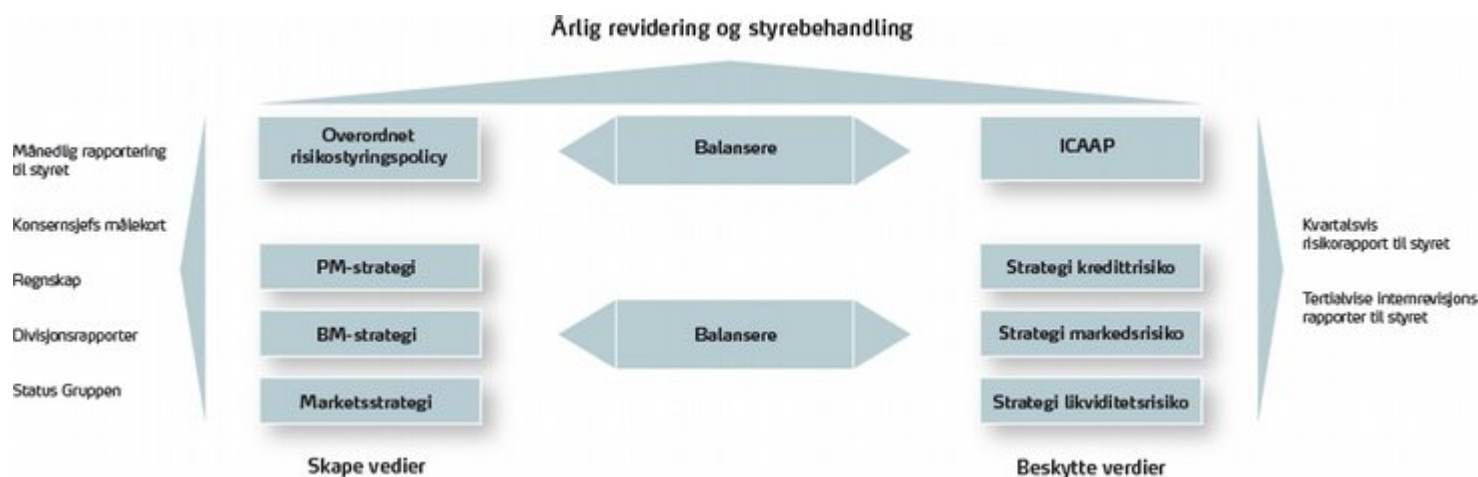 Årlig revidering og styrebehandling
Månedlig rapportering
til styret
Konsernsjefs målekort
Regnskap
Divisjonsrapporter
Status Gruppen
Overordnet
risikostyringspolicy
PM-strategi
BM-strategi
Marketsstrategi
Skape vedier
Balansere
Balansere
ICAAP
Strategi kredittrisiko
Strategi markedsrisiko
Strategi likviditetsrisiko
Beskytte verdier
Kvartalsvis
risikorapport til styret
Tertialvise internrevisjons-
rapporter til styret